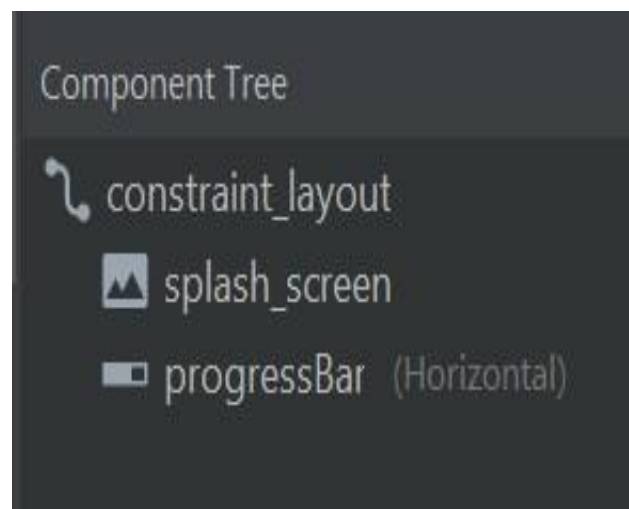 Component Tree
constraint_layout
splash_screen
progressBar (Horizontal)